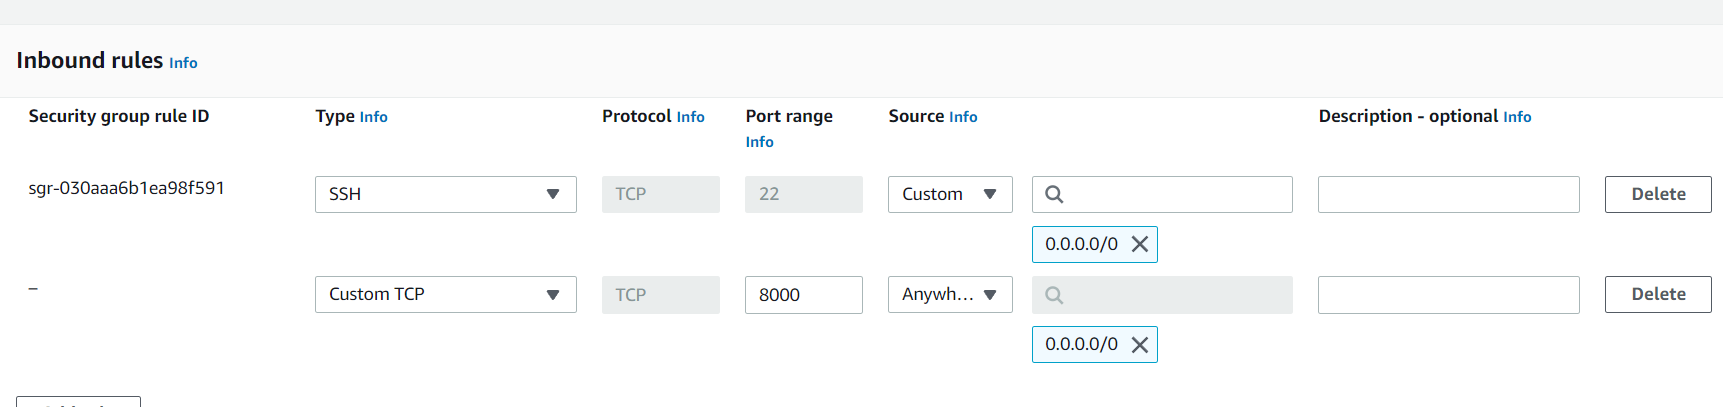 Inbound rules Info
Security group rule ID Type Info Protocol Info Port range Info Source Info Description - optional Info
sgr-030aaa6b1ea98f591 SSH TCP 22 Custom Delete
0.0.0.0/0
– Custom TCP TCP 8000 Anywh... Delete
0.0.0.0/0